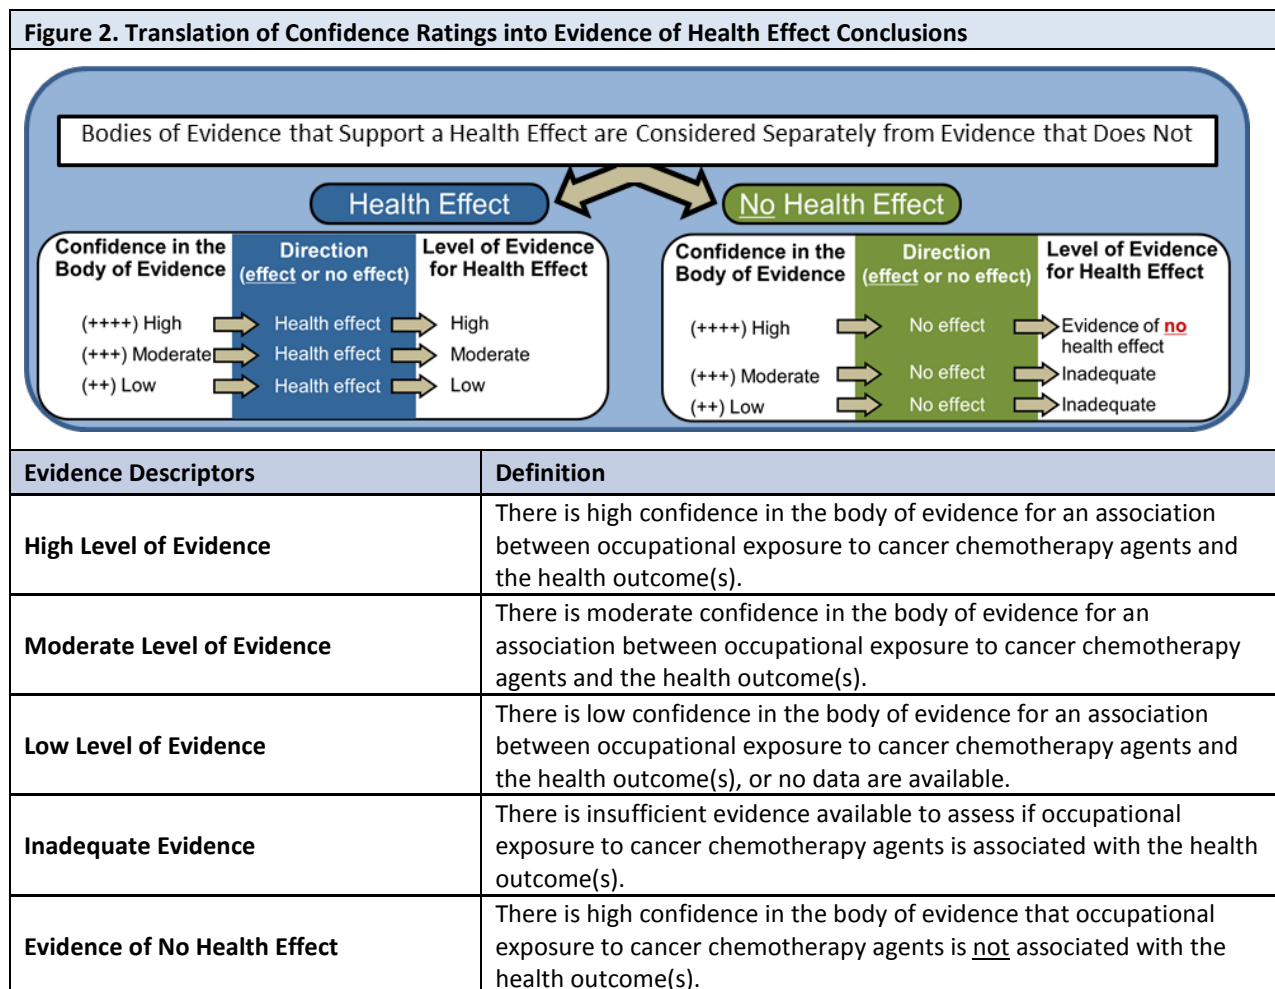 Figure 2. Translation of Confidence Ratings into Evidence of Health Effect Conclusions
Bodies of Evidence that Support a Health Effect are Considered Separately from Evidence that Does Not
Health Effect
Confidence in the
Body of Evidence
Direction
(effect or no effect)
Level of Evidence
for Health Effect
(++++) High Health effect High
(+++) Moderate Health effect Moderate
(++) Low Health effect Low
No Health Effect
Confidence in the
Body of Evidence
Direction
(effect or no effect)
Level of Evidence
for Health Effect
(++++) High No effect Evidence of no
health effect
(+++) Moderate No effect Inadequate
(++) Low No effect Inadequate
Evidence Descriptors Definition
High Level of Evidence
There is high confidence in the body of evidence for an association
between occupational exposure to cancer chemotherapy agents and
the health outcome(s).
Moderate Level of Evidence
There is moderate confidence in the body of evidence for an
association between occupational exposure to cancer chemotherapy
agents and the health outcome(s).
Low Level of Evidence
There is low confidence in the body of evidence for an association
between occupational exposure to cancer chemotherapy agents and
the health outcome(s), or no data are available.
Inadequate Evidence
There is insufficient evidence available to assess if occupational
exposure to cancer chemotherapy agents is associated with the health
outcome(s).
Evidence of No Health Effect
There is high confidence in the body of evidence that occupational
exposure to cancer chemotherapy agents is not associated with the
health outcome(s).